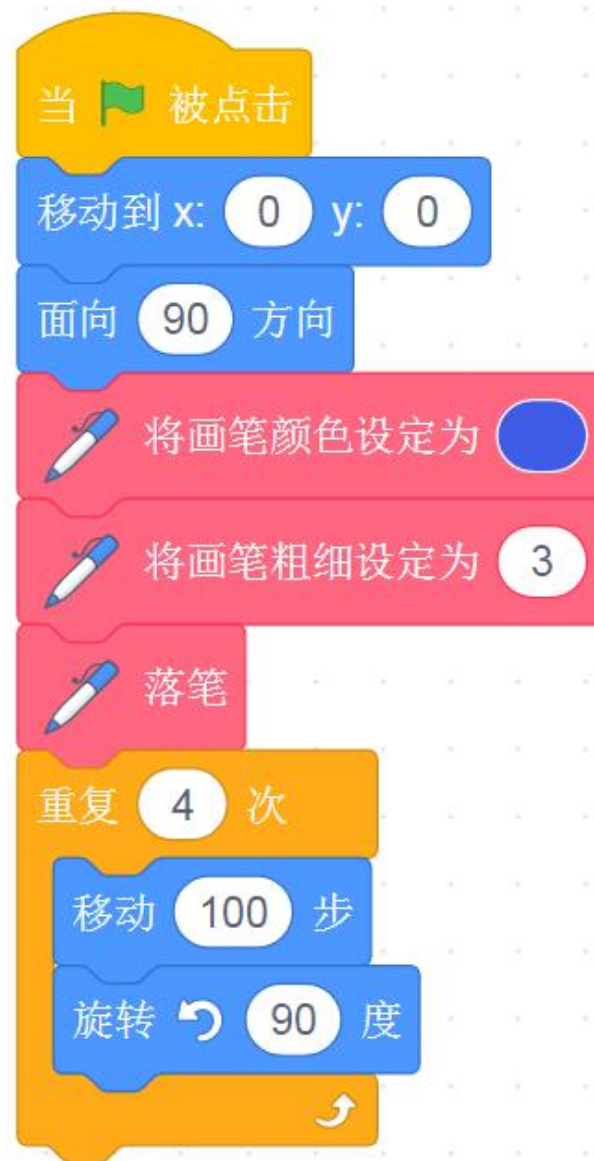 当 被点击
移动到 x: 0 y: 0
面向 90 方向
将画笔颜色设定为
将画笔粗细设定为 3
落笔
重复 4 次
移动 100 步
旋转 90 度